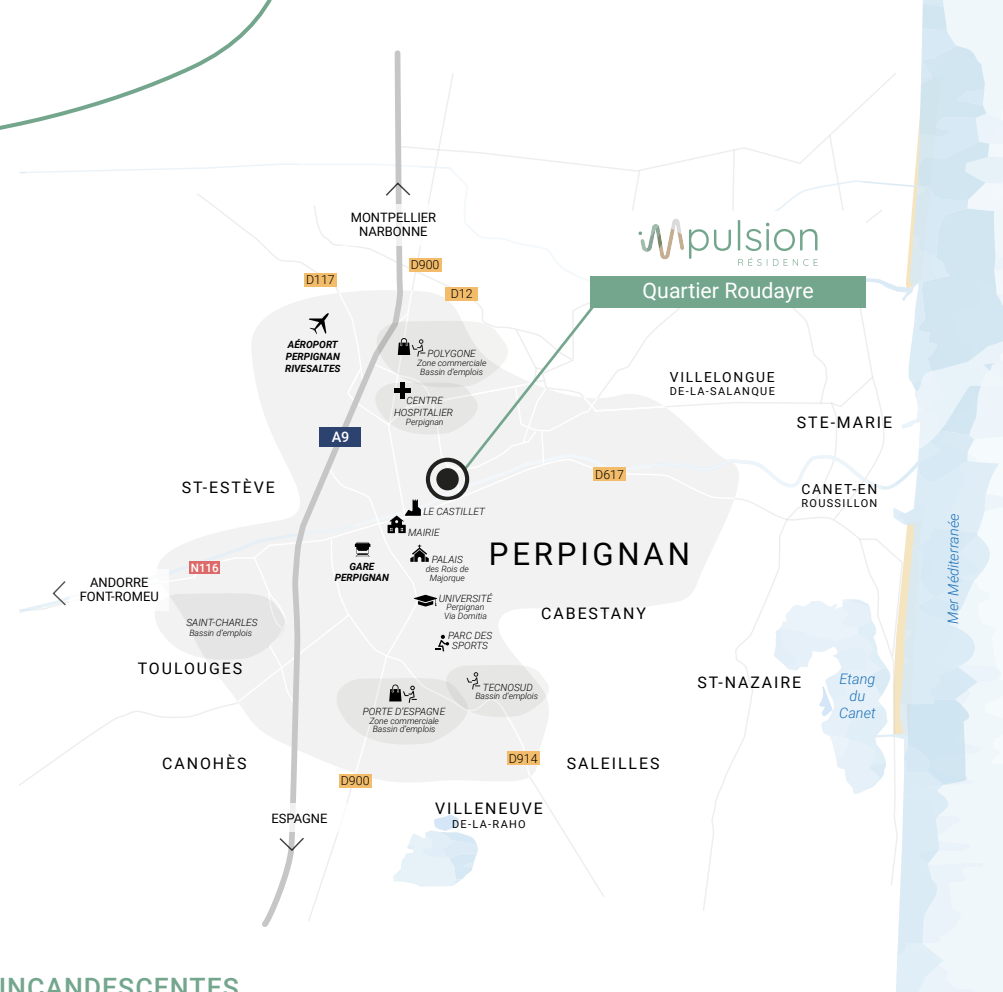 MONTPELLIER
NARBONNE
impulsion
RÉSIDENCE
Quartier Roudayre
D900
D117
D12
AÉROPORT
PERPIGNAN
RIVESALTES
POLYGONE
Zone commerciale
Bassin d'emplois
CENTRE
HOSPITALIER
Perpignan
VILLELONGUE
DE-LA-SALANQUE
STE-MARIE
A9
D617
ST-ESTÈVE
CANET-EN
ROUSSILLON
LE CASTILLET
MAIRIE
PERPIGNAN
GARE
PERPIGNAN
PALAIS
des Rois de
Majorque
Mer Méditerranée
N116
ANDORRE
FONT-ROMEU
UNIVERSITÉ
Perpignan
Via Domitia
CABESTANY
SAINT-CHARLES
Bassin d'emplois
PARC DES
SPORTS
TOULOUGES
ST-NAZAIRE
Etang
du
Canet
TECNOSUD
Bassin d'emplois
PORTE D'ESPAGNE
Zone commerciale
Bassin d'emplois
CANOHÈS
D914
SALEILLES
D900
VILLENEUVE
DE-LA-RAHO
ESPAGNE
INCANDESCENTES